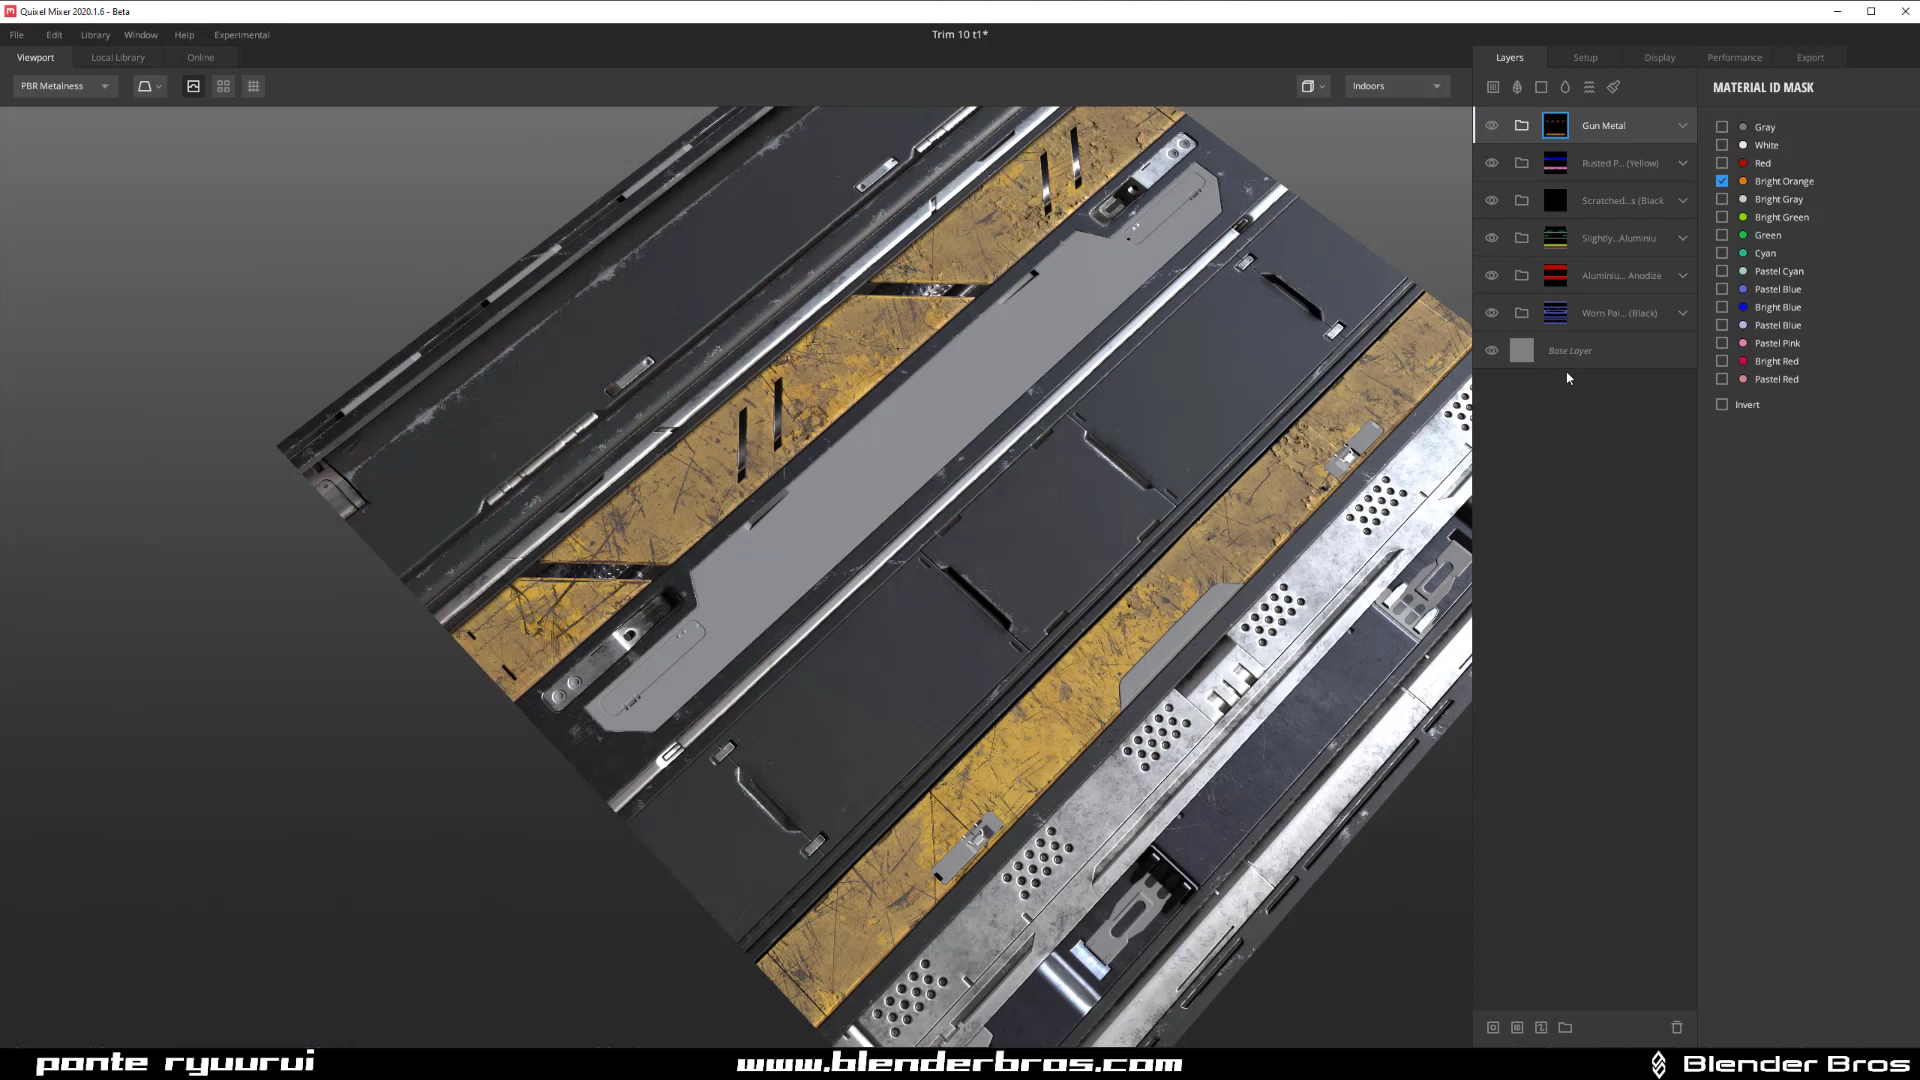 Quixel Mixer 2020.1.6 - Beta
File Edit Library Window Help Experimental
Trim 10 t1*
Viewport Local Library Online
Layers Setup Display Performance Export
PBR Metalness
Indoors
MATERIAL ID MASK
Gun Metal
Rusted P... (Yellow)
Scratched...s (Black
Slightly...Aluminiu
Aluminiu... Anodize
Worn Pai... (Black)
Base Layer
Gray
White
Red
Bright Orange
Bright Gray
Bright Green
Green
Cyan
Pastel Cyan
Pastel Blue
Bright Blue
Pastel Blue
Pastel Pink
Bright Red
Pastel Red
Invert
ponte ryuurui
www.blenderbros.com
Blender Bros